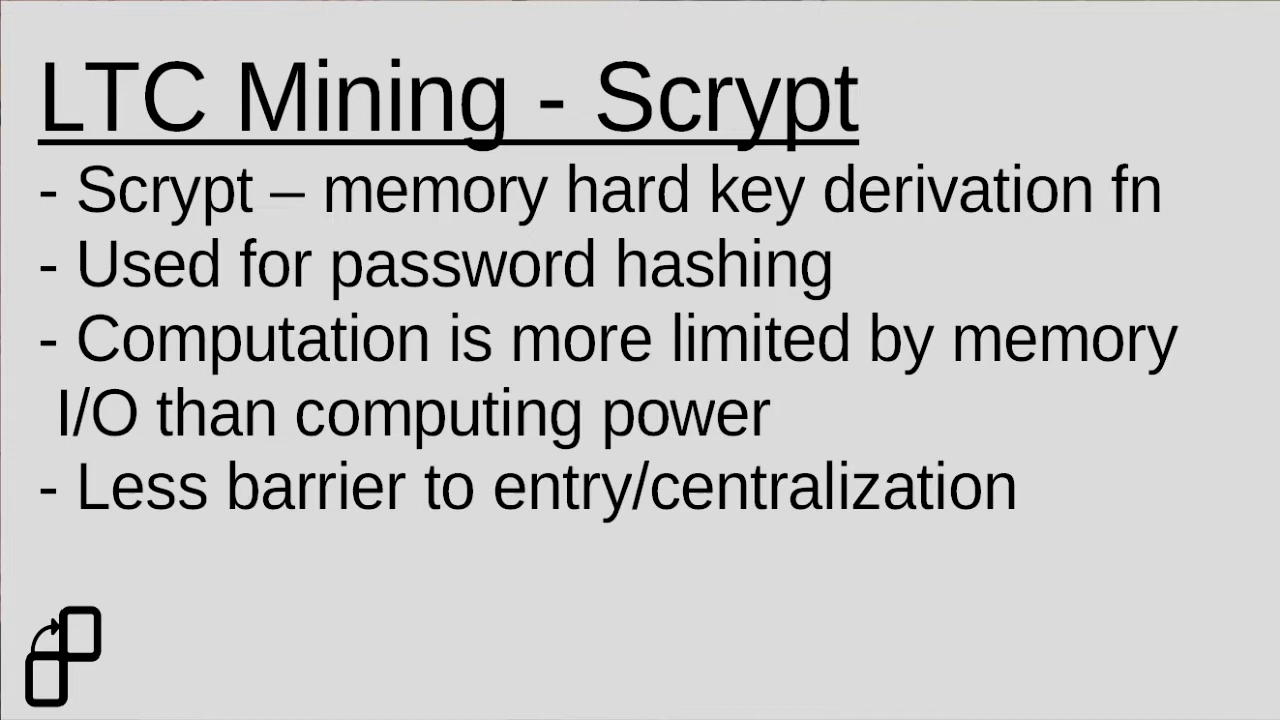 LTC Mining - Scrypt
- Scrypt – memory hard key derivation fn
- Used for password hashing
- Computation is more limited by memory
I/O than computing power
- Less barrier to entry/centralization